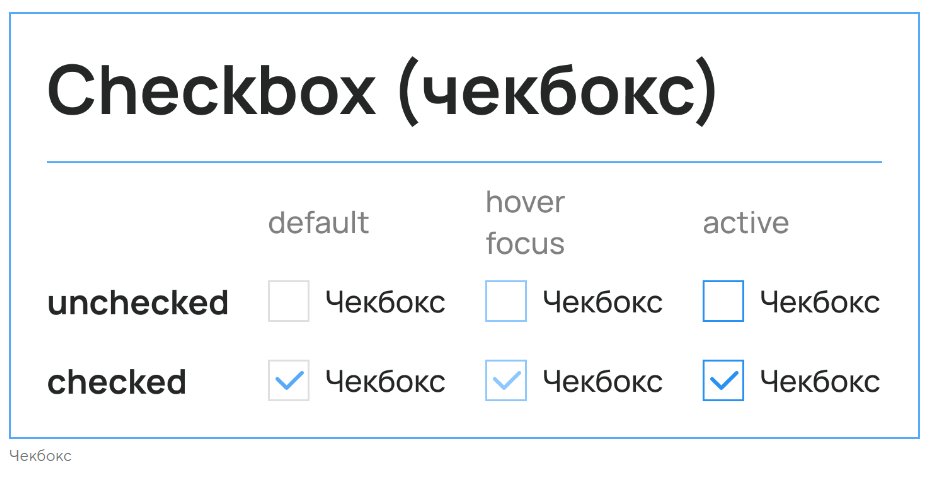 Checkbox (чекбокс)
default
hover
focus
active
unchecked Чекбокс Чекбокс Чекбокс
checked Чекбокс Чекбокс Чекбокс
Чекбокс